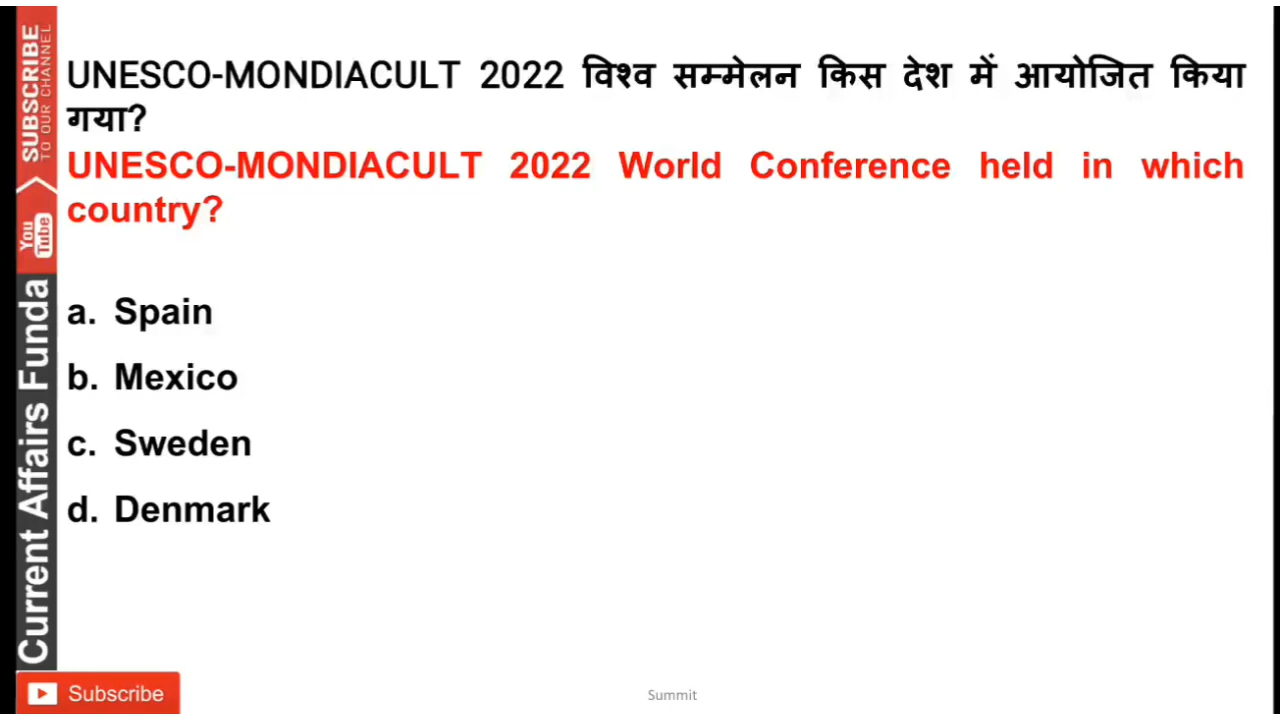 UNESCO-MONDIACULT 2022 विश्व सम्मेलन किस देश में आयोजित किया
गया?
UNESCO-MONDIACULT 2022 World Conference held in which
country?
a. Spain
b. Mexico
c. Sweden
d. Denmark
SUBSCRIBE
TO OUR CHANNEL
You
Tube
Current Affairs Funda
Subscribe
Summit